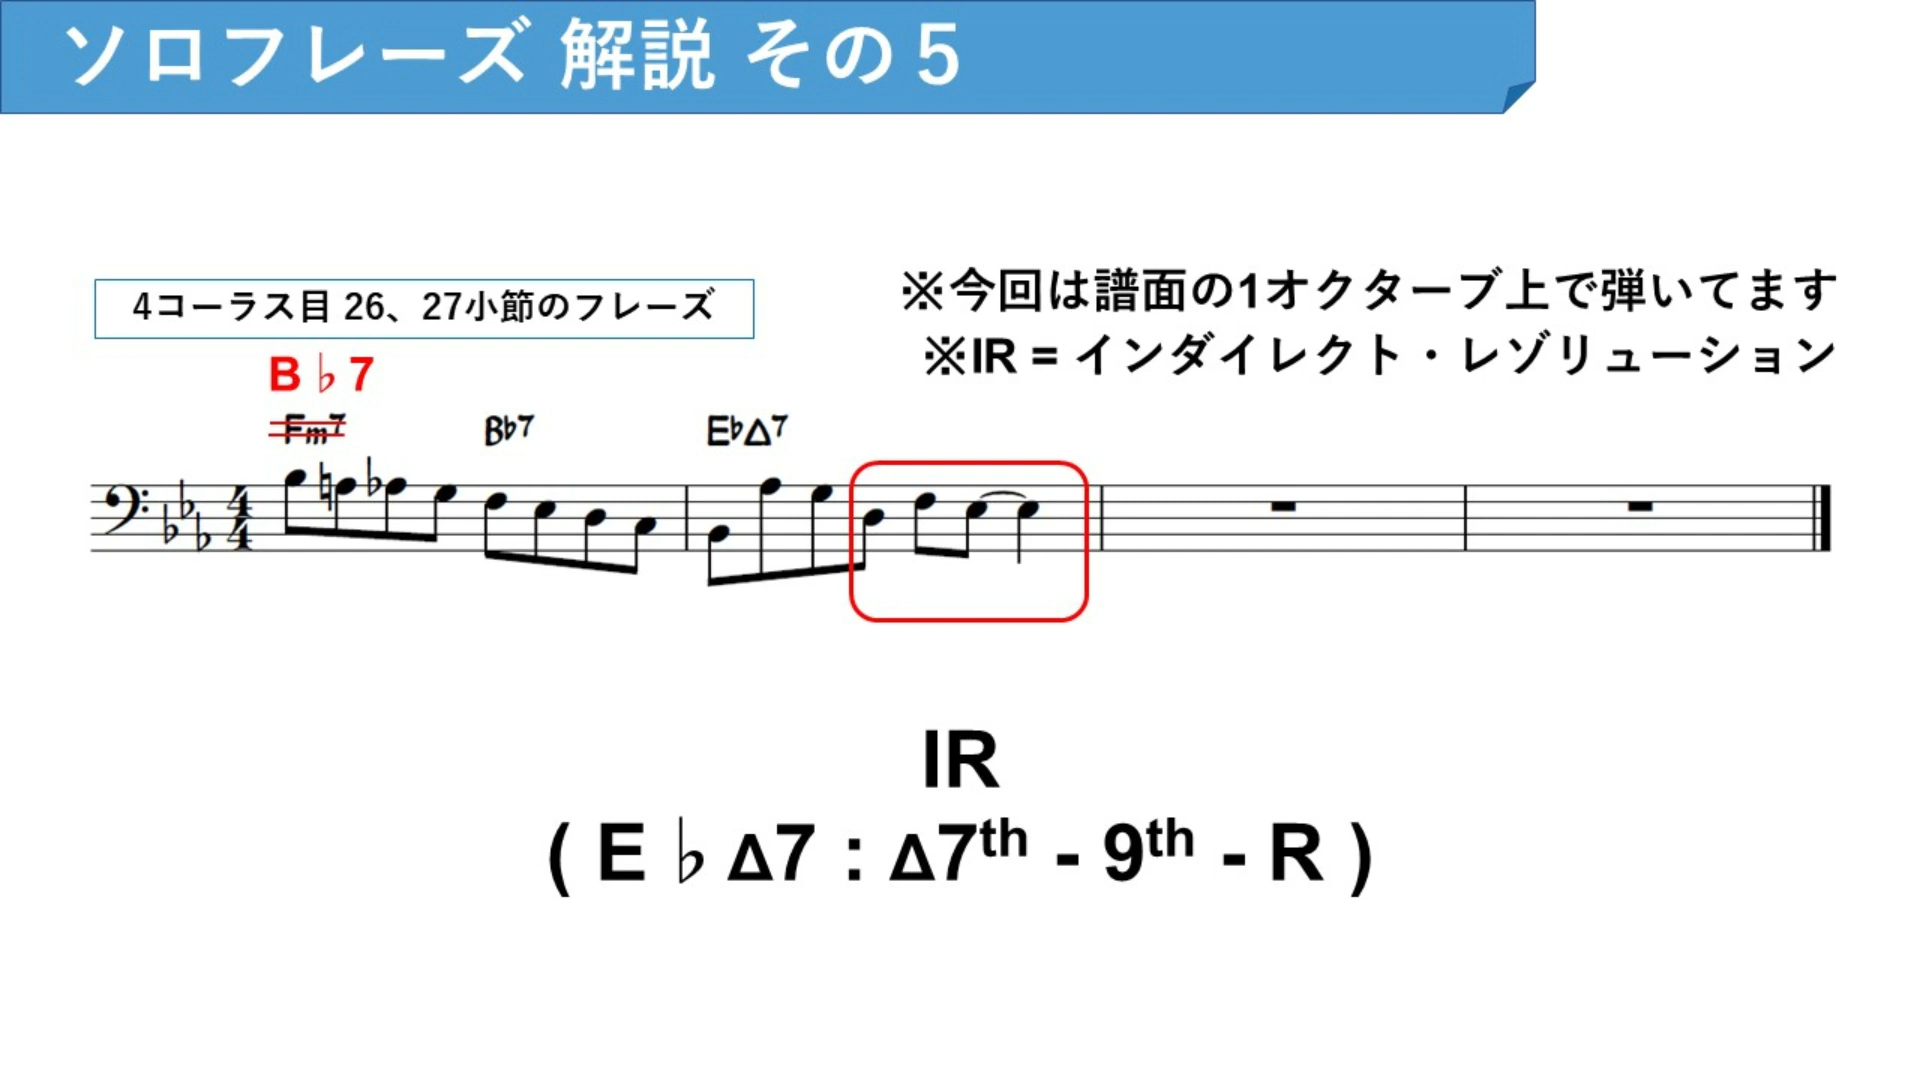 ソロフレーズ 解説 その５
4コーラス目 26、27小節のフレーズ
※今回は譜面の1オクターブ上で弾いてます
※IR = インダイレクト・レゾリューション
B♭7
Fm7 B♭7 E♭Δ7
4
4
IR
( E♭Δ7 : Δ7th - 9th - R )